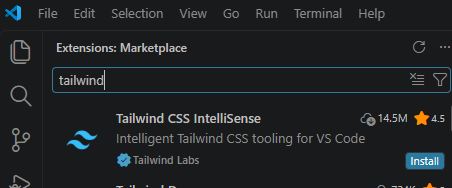 File Edit Selection View Go Run Terminal Help
Extensions: Marketplace
tailwind
Tailwind CSS IntelliSense 14.5M 4.5
Intelligent Tailwind CSS tooling for VS Code
Tailwind Labs Install